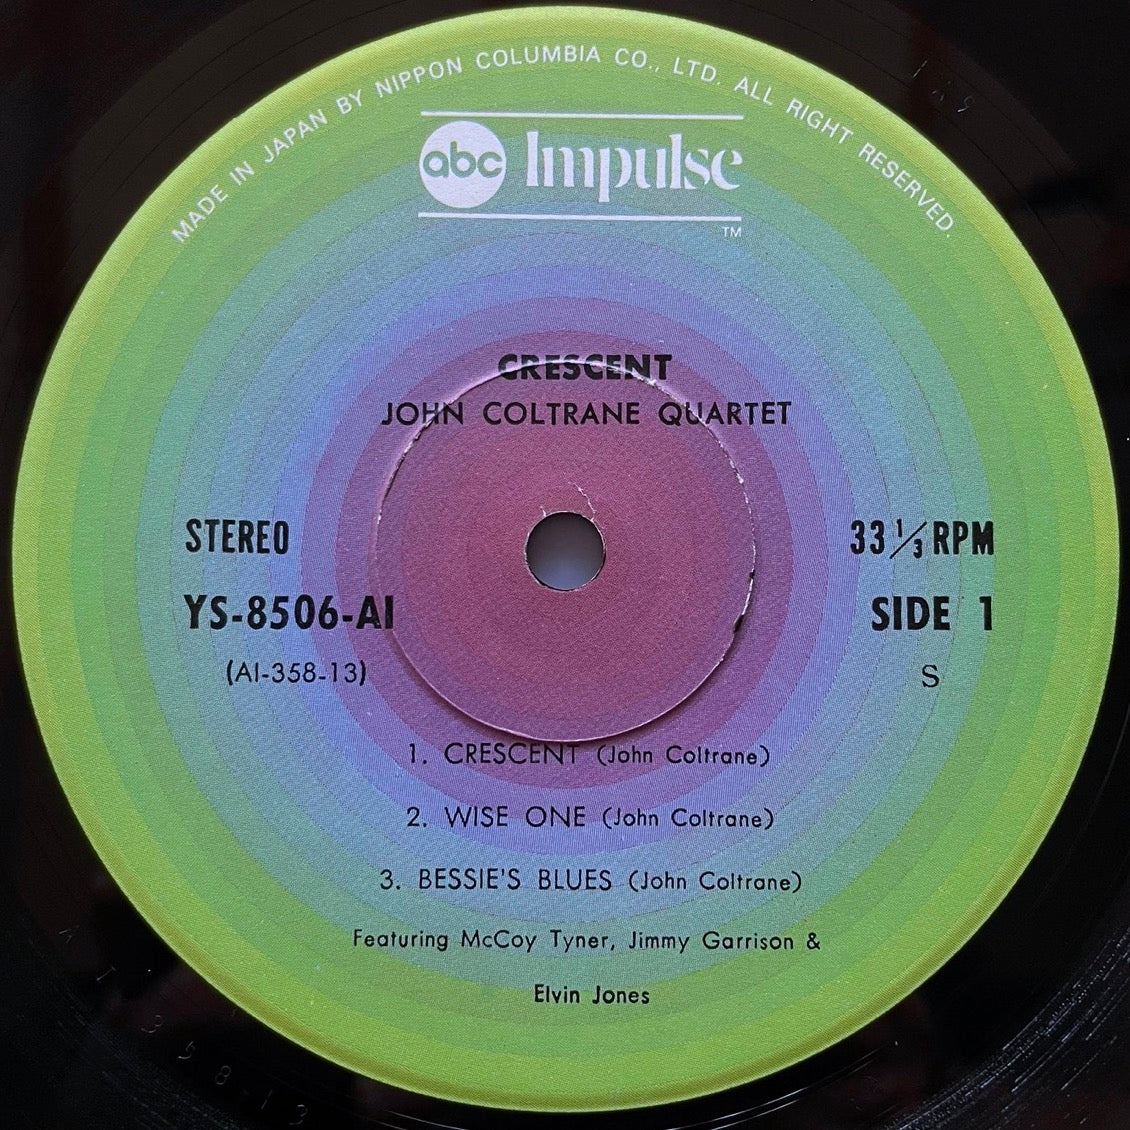 MADE IN JAPAN BY NIPPON COLUMBIA CO., LTD. ALL RIGHT RESERVED.
abc Impulse
TM
CRESCENT
JOHN COLTRANE QUARTET
STEREO
33 1/3 RPM
YS-8506-AI
SIDE 1
(AI-358-13)
S
1. CRESCENT (John Coltrane)
2. WISE ONE (John Coltrane)
3. BESSIE'S BLUES (John Coltrane)
Featuring McCoy Tyner, Jimmy Garrison &
Elvin Jones